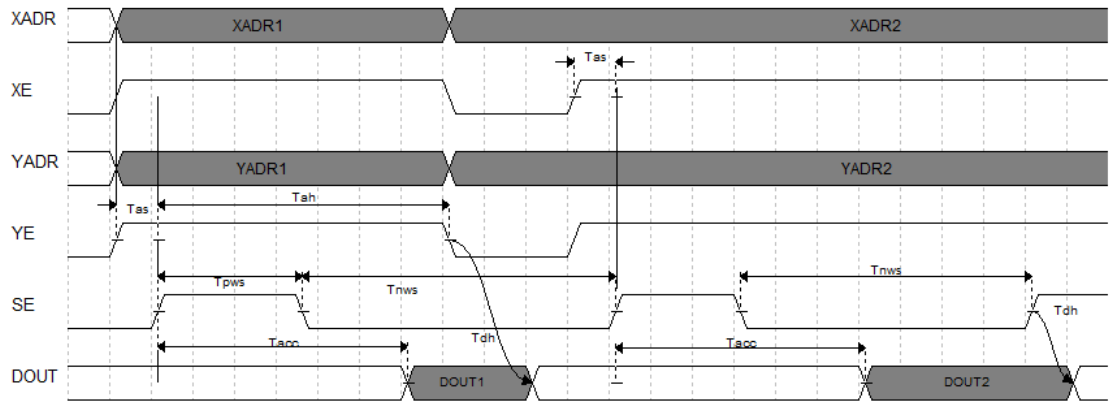 XADR XADR1 XADR2
Tas
XE
YADR YADR1 YADR2
Tas Tah
YE
Tpws Tnws Tnws
SE Tdh
Tacc Tdh Tacc
DOUT DOUT1 DOUT2